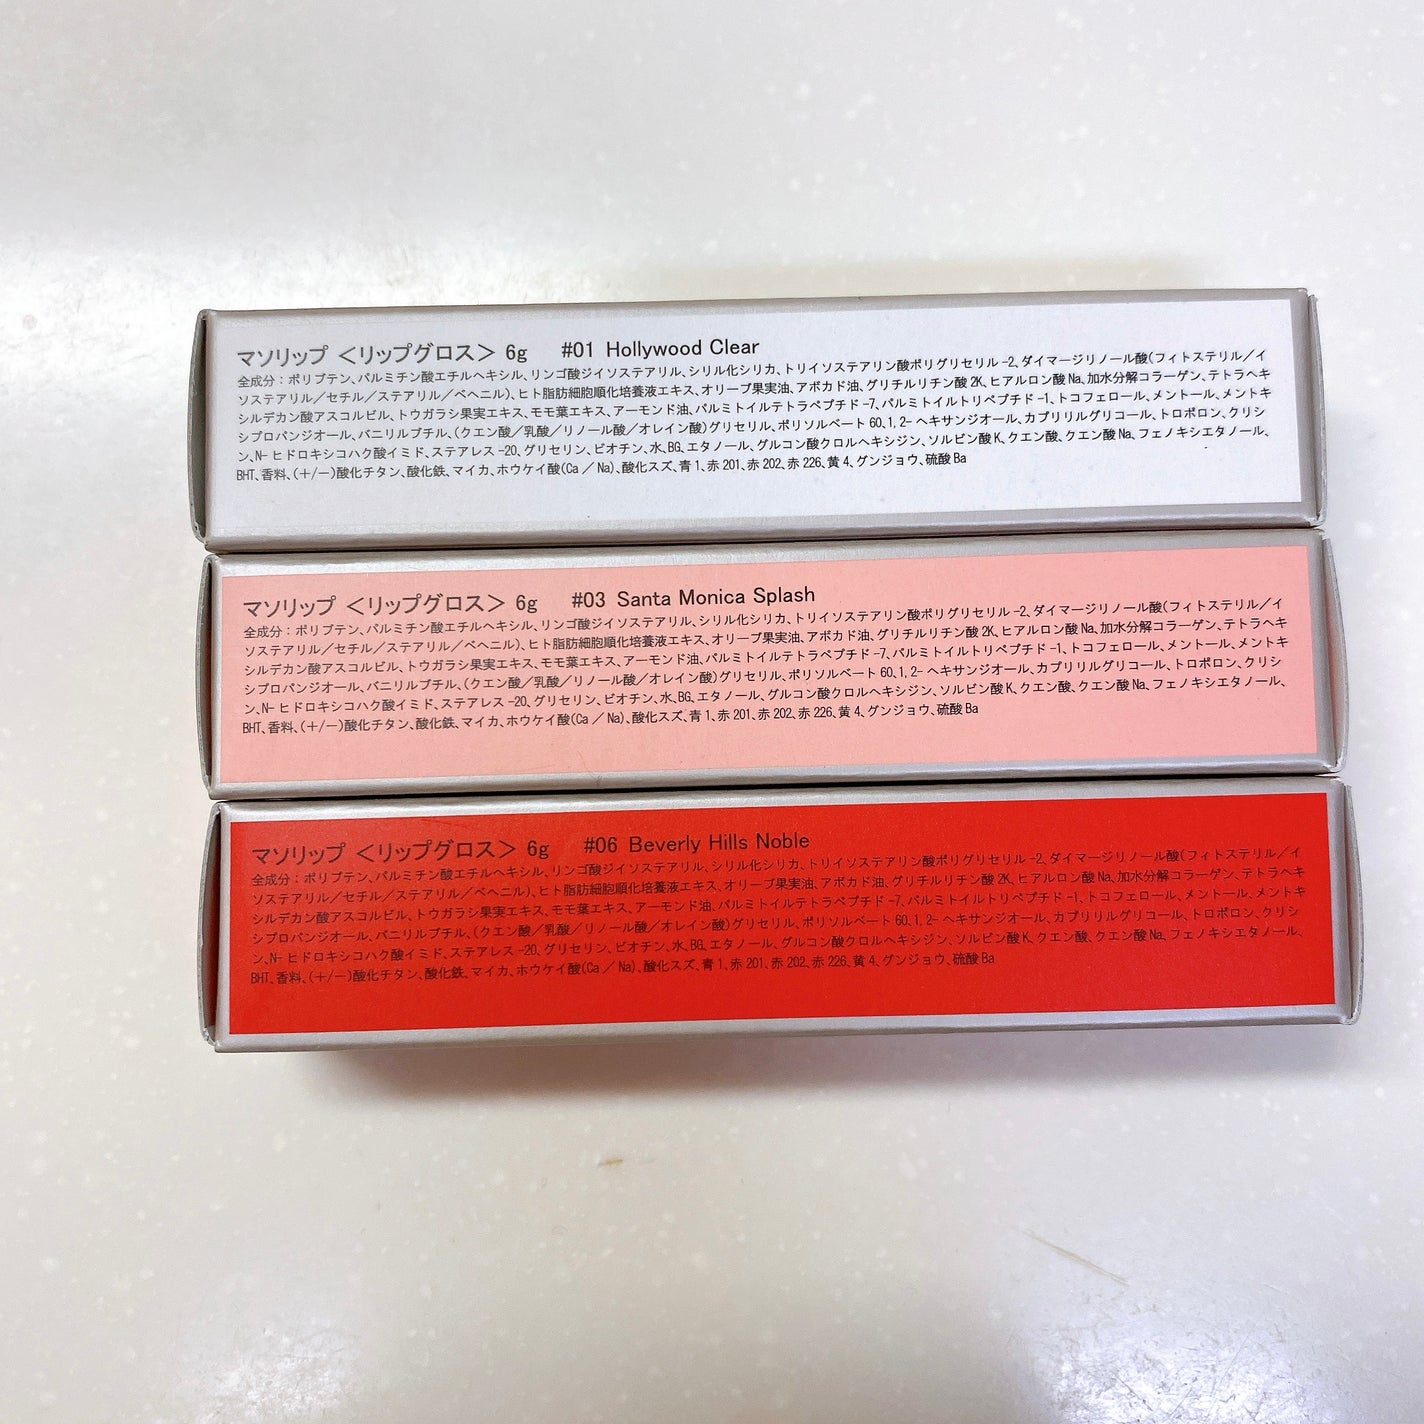 マソリップ ＜リップグロス＞ 6g #01 Hollywood Clear
全成分：ポリブテン、パルミチン酸エチルヘキシル、リンゴ酸ジイソステアリル、シリル化シリカ、トリイソステアリン酸ポリグリセリル-2、ダイマージリノール酸(フィトステリル／イ
ソステアリル／セチル／ステアリル／ベヘニル)、ヒト脂肪細胞順化培養液エキス、オリーブ果実油、アボカド油、グリチルリチン酸2K、ヒアルロン酸Na、加水分解コラーゲン、テトラヘキ
シルデカン酸アスコルビル、トウガラシ果実エキス、モモ葉エキス、アーモンド油、パルミトイルテトラペプチド-7、パルミトイルトリペプチド-1、トコフェロール、メントール、メントキ
シプロパンジオール、バニリルブチル、(クエン酸／乳酸／リノール酸／オレイン酸)グリセリル、ポリソルベート60、1,2-ヘキサンジオール、カプリリルグリコール、トロポロン、クリシ
ン、N-ヒドロキシコハク酸イミド、ステアレス-20、グリセリン、ビオチン、水、BG、エタノール、グルコン酸クロルヘキシジン、ソルビン酸K、クエン酸、クエン酸Na、フェノキシエタノール、
BHT、香料、(+/-)酸化チタン、酸化鉄、マイカ、ホウケイ酸(Ca／Na)、酸化スズ、青1、赤201、赤202、赤226、黄4、グンジョウ、硫酸Ba
マソリップ ＜リップグロス＞ 6g #03 Santa Monica Splash
全成分：ポリブテン、パルミチン酸エチルヘキシル、リンゴ酸ジイソステアリル、シリル化シリカ、トリイソステアリン酸ポリグリセリル-2、ダイマージリノール酸(フィトステリル／イ
ソステアリル／セチル／ステアリル／ベヘニル)、ヒト脂肪細胞順化培養液エキス、オリーブ果実油、アボカド油、グリチルリチン酸2K、ヒアルロン酸Na、加水分解コラーゲン、テトラヘキ
シルデカン酸アスコルビル、トウガラシ果実エキス、モモ葉エキス、アーモンド油、パルミトイルテトラペプチド-7、パルミトイルトリペプチド-1、トコフェロール、メントール、メントキ
シプロパンジオール、バニリルブチル、(クエン酸／乳酸／リノール酸／オレイン酸)グリセリル、ポリソルベート60、1,2-ヘキサンジオール、カプリリルグリコール、トロポロン、クリシ
ン、N-ヒドロキシコハク酸イミド、ステアレス-20、グリセリン、ビオチン、水、BG、エタノール、グルコン酸クロルヘキシジン、ソルビン酸K、クエン酸、クエン酸Na、フェノキシエタノール、
BHT、香料、(+/-)酸化チタン、酸化鉄、マイカ、ホウケイ酸(Ca／Na)、酸化スズ、青1、赤201、赤202、赤226、黄4、グンジョウ、硫酸Ba
マソリップ ＜リップグロス＞ 6g #06 Beverly Hills Noble
全成分：ポリブテン、パルミチン酸エチルヘキシル、リンゴ酸ジイソステアリル、シリル化シリカ、トリイソステアリン酸ポリグリセリル-2、ダイマージリノール酸(フィトステリル／イ
ソステアリル／セチル／ステアリル／ベヘニル)、ヒト脂肪細胞順化培養液エキス、オリーブ果実油、アボカド油、グリチルリチン酸2K、ヒアルロン酸Na、加水分解コラーゲン、テトラヘキ
シルデカン酸アスコルビル、トウガラシ果実エキス、モモ葉エキス、アーモンド油、パルミトイルテトラペプチド-7、パルミトイルトリペプチド-1、トコフェロール、メントール、メントキ
シプロパンジオール、バニリルブチル、(クエン酸／乳酸／リノール酸／オレイン酸)グリセリル、ポリソルベート60、1,2-ヘキサンジオール、カプリリルグリコール、トロポロン、クリシ
ン、N-ヒドロキシコハク酸イミド、ステアレス-20、グリセリン、ビオチン、水、BG、エタノール、グルコン酸クロルヘキシジン、ソルビン酸K、クエン酸、クエン酸Na、フェノキシエタノール、
BHT、香料、(+/-)酸化チタン、酸化鉄、マイカ、ホウケイ酸(Ca／Na)、酸化スズ、青1、赤201、赤202、赤226、黄4、グンジョウ、硫酸Ba